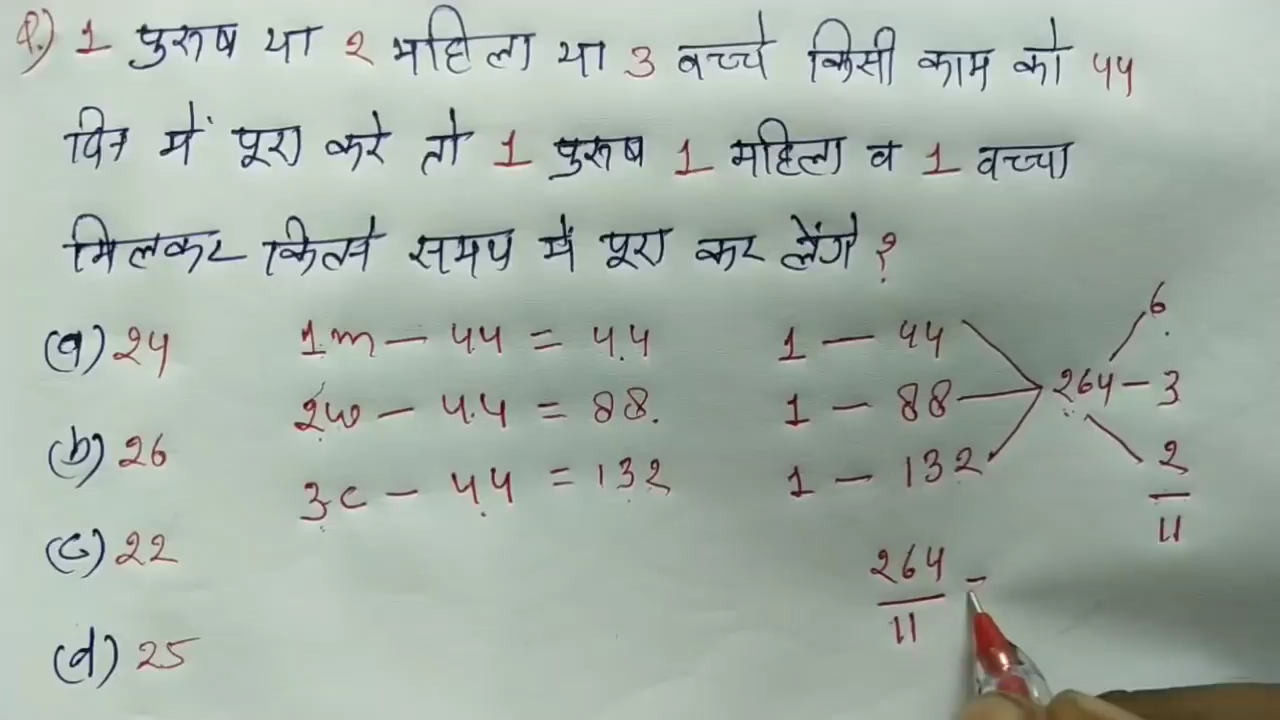 Q.) 1 पुरुष या 2 महिला या 3 बच्चे किसी काम को 44
दिन में पूरा करे तो 1 पुरुष 1 महिला व 1 बच्चा
मिलकर कितने समय में पूरा कर लेंगे ?
(a) 24
(b) 26
(c) 22
(d) 25
1m - 44 = 44
2w - 44 = 88
3c - 44 = 132
1 - 44
1 - 88
1 - 132
264
6
- 3
2
11
264
11
=